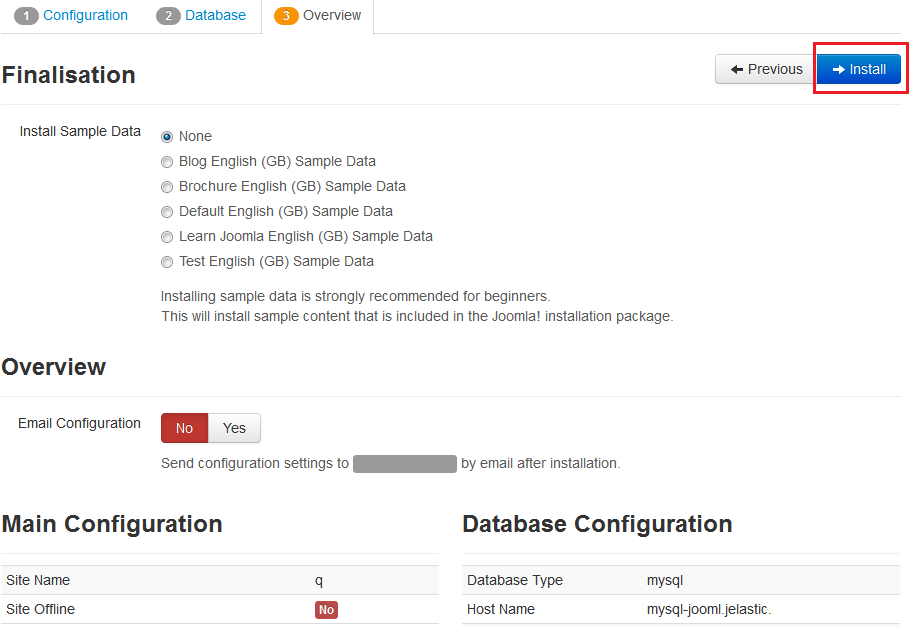 1 Configuration 2 Database 3 Overview
Finalisation
Previous Install
Install Sample Data
None
Blog English (GB) Sample Data
Brochure English (GB) Sample Data
Default English (GB) Sample Data
Learn Joomla English (GB) Sample Data
Test English (GB) Sample Data
Installing sample data is strongly recommended for beginners.
This will install sample content that is included in the Joomla! installation package.
Overview
Email Configuration
No Yes
Send configuration settings to by email after installation.
Main Configuration
Site Name q
Site Offline No
Database Configuration
Database Type mysql
Host Name mysql-jooml.jelastic.